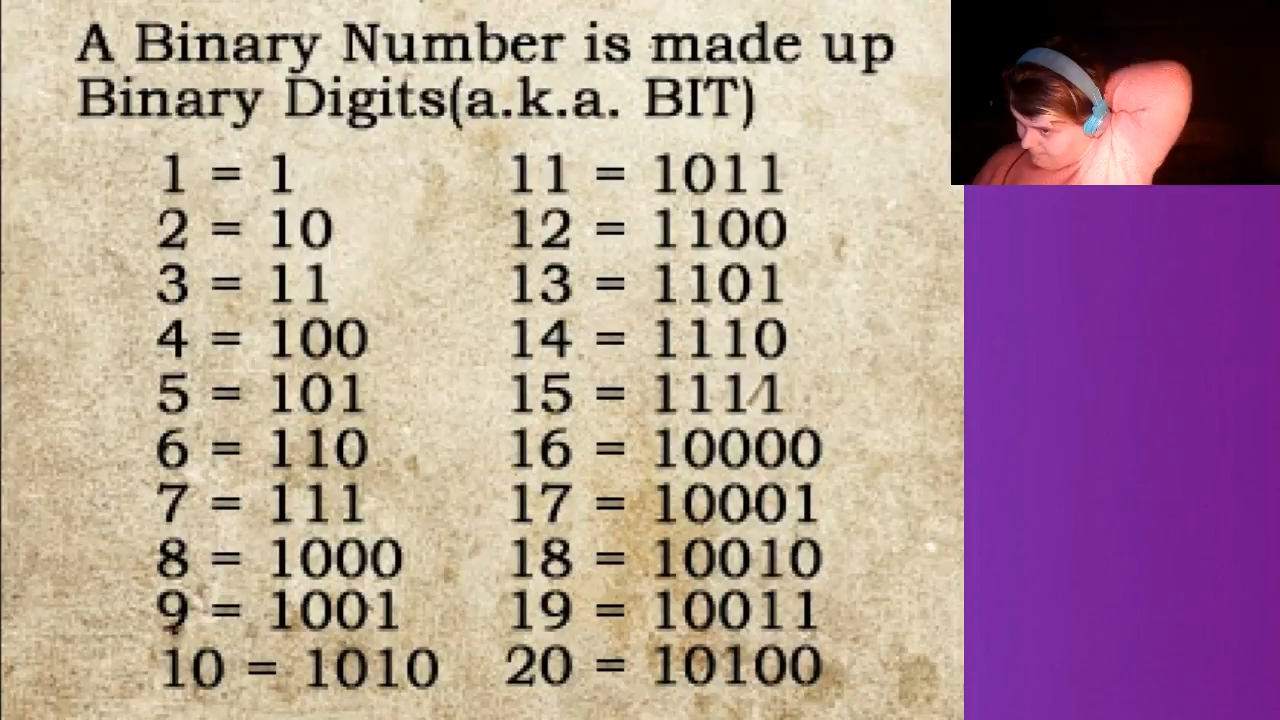 A Binary Number is made up
Binary Digits(a.k.a. BIT)
1 = 1
2 = 10
3 = 11
4 = 100
5 = 101
6 = 110
7 = 111
8 = 1000
9 = 1001
10 = 1010
11 = 1011
12 = 1100
13 = 1101
14 = 1110
15 = 1111
16 = 10000
17 = 10001
18 = 10010
19 = 10011
20 = 10100